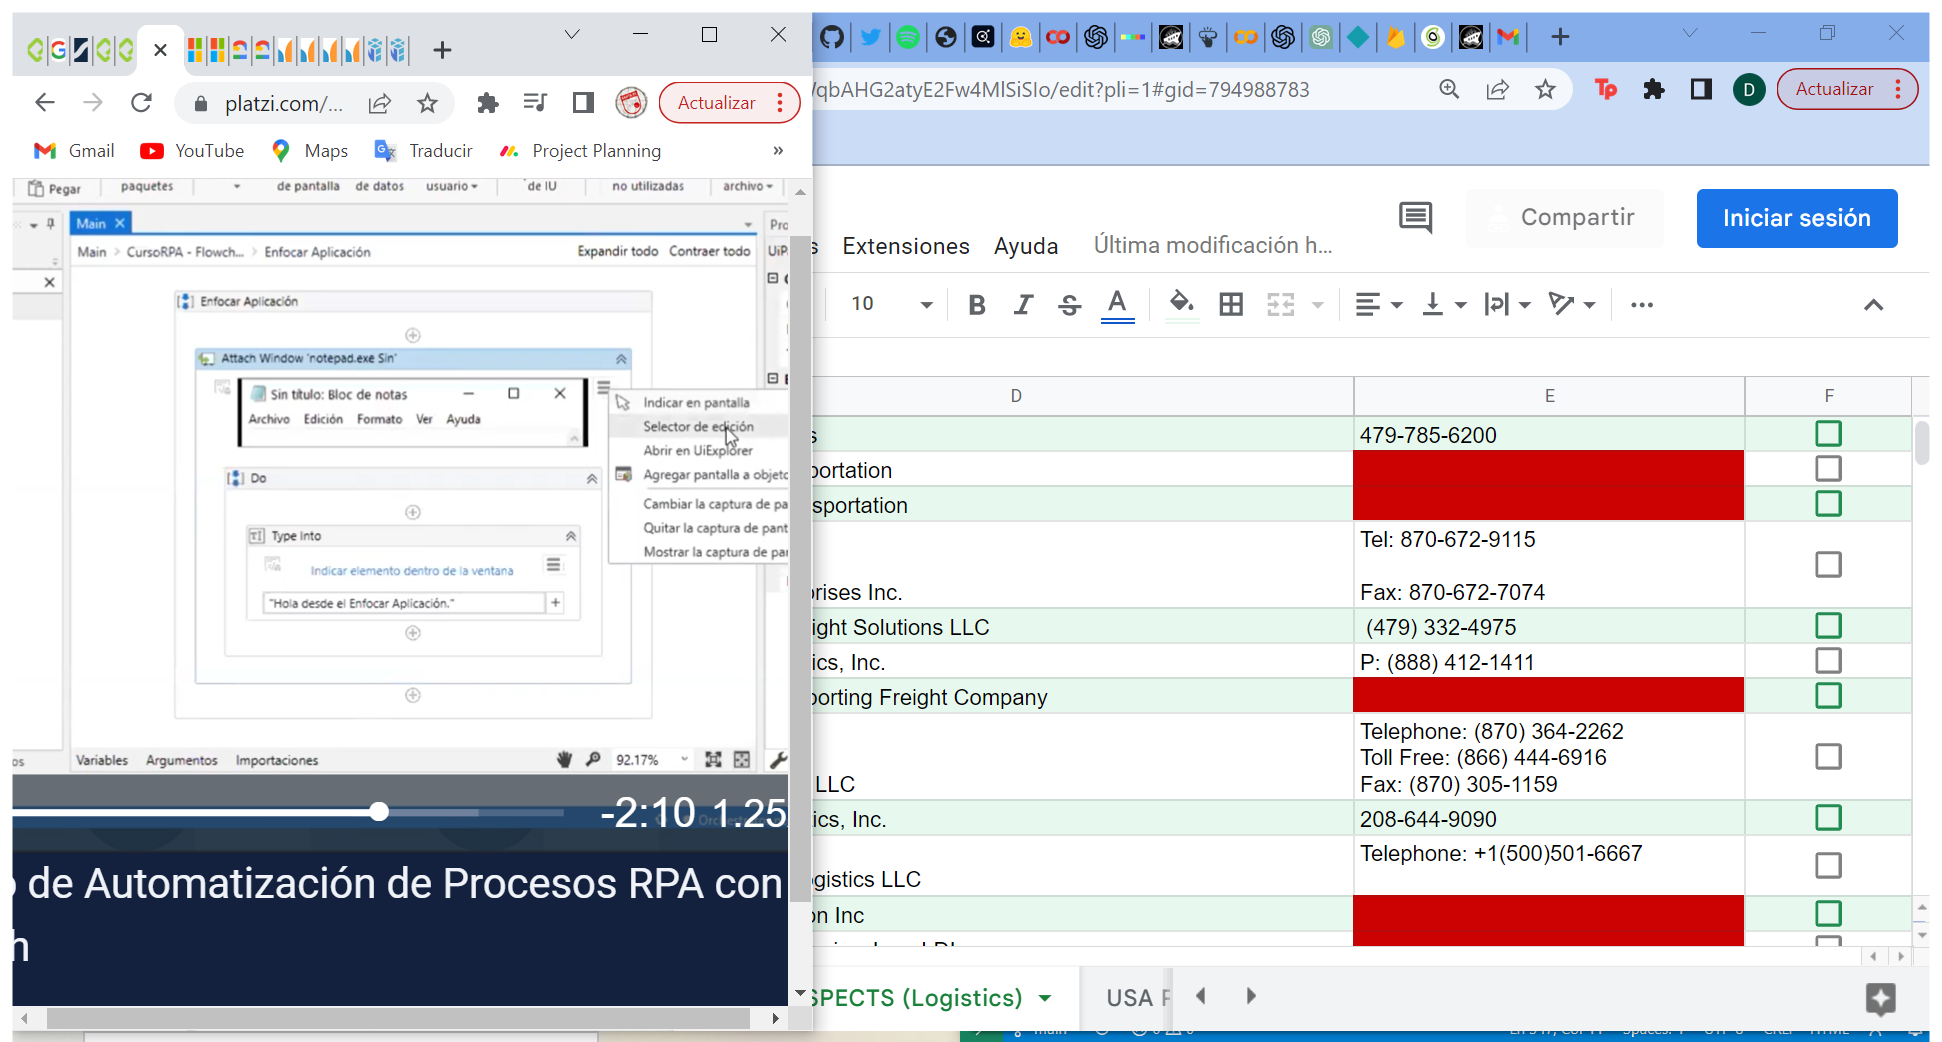 platzi.com/...
Actualizar
Gmail
YouTube
Maps
Traducir
Project Planning
»
Pegar
paquetes
de pantalla
de datos
usuario
de IU
no utilizadas
archivo
Main
Main > CursoRPA - Flowch... > Enfocar Aplicación
Expandir todo
Contraer todo
Enfocar Aplicación
Attach Window 'notepad.exe Sin'
Sin título: Bloc de notas
Archivo Edición Formato Ver Ayuda
Indicar en pantalla
Selector de edición
Abrir en UiExplorer
Agregar pantalla a objeto
Cambiar la captura de pa
Quitar la captura de pant
Mostrar la captura de pa
Do
Type Into
Indicar elemento dentro de la ventana
"Hola desde el Enfocar Aplicación."
Variables Argumentos Importaciones
92.17%
-2:10 1.25
de Automatización de Procesos RPA con
h
qbAHG2atyE2Fw4MlSiSIo/edit?pli=1#gid=794988783
D
Actualizar
Compartir
Iniciar sesión
s Extensiones Ayuda Última modificación h...
10
D E F
s 479-785-6200
portation
sportation
Tel: 870-672-9115
rises Inc. Fax: 870-672-7074
ight Solutions LLC (479) 332-4975
ics, Inc. P: (888) 412-1411
porting Freight Company
Telephone: (870) 364-2262
Toll Free: (866) 444-6916
LLC Fax: (870) 305-1159
ics, Inc. 208-644-9090
Telephone: +1(500)501-6667
gistics LLC
on Inc
SPECTS (Logistics)
USA